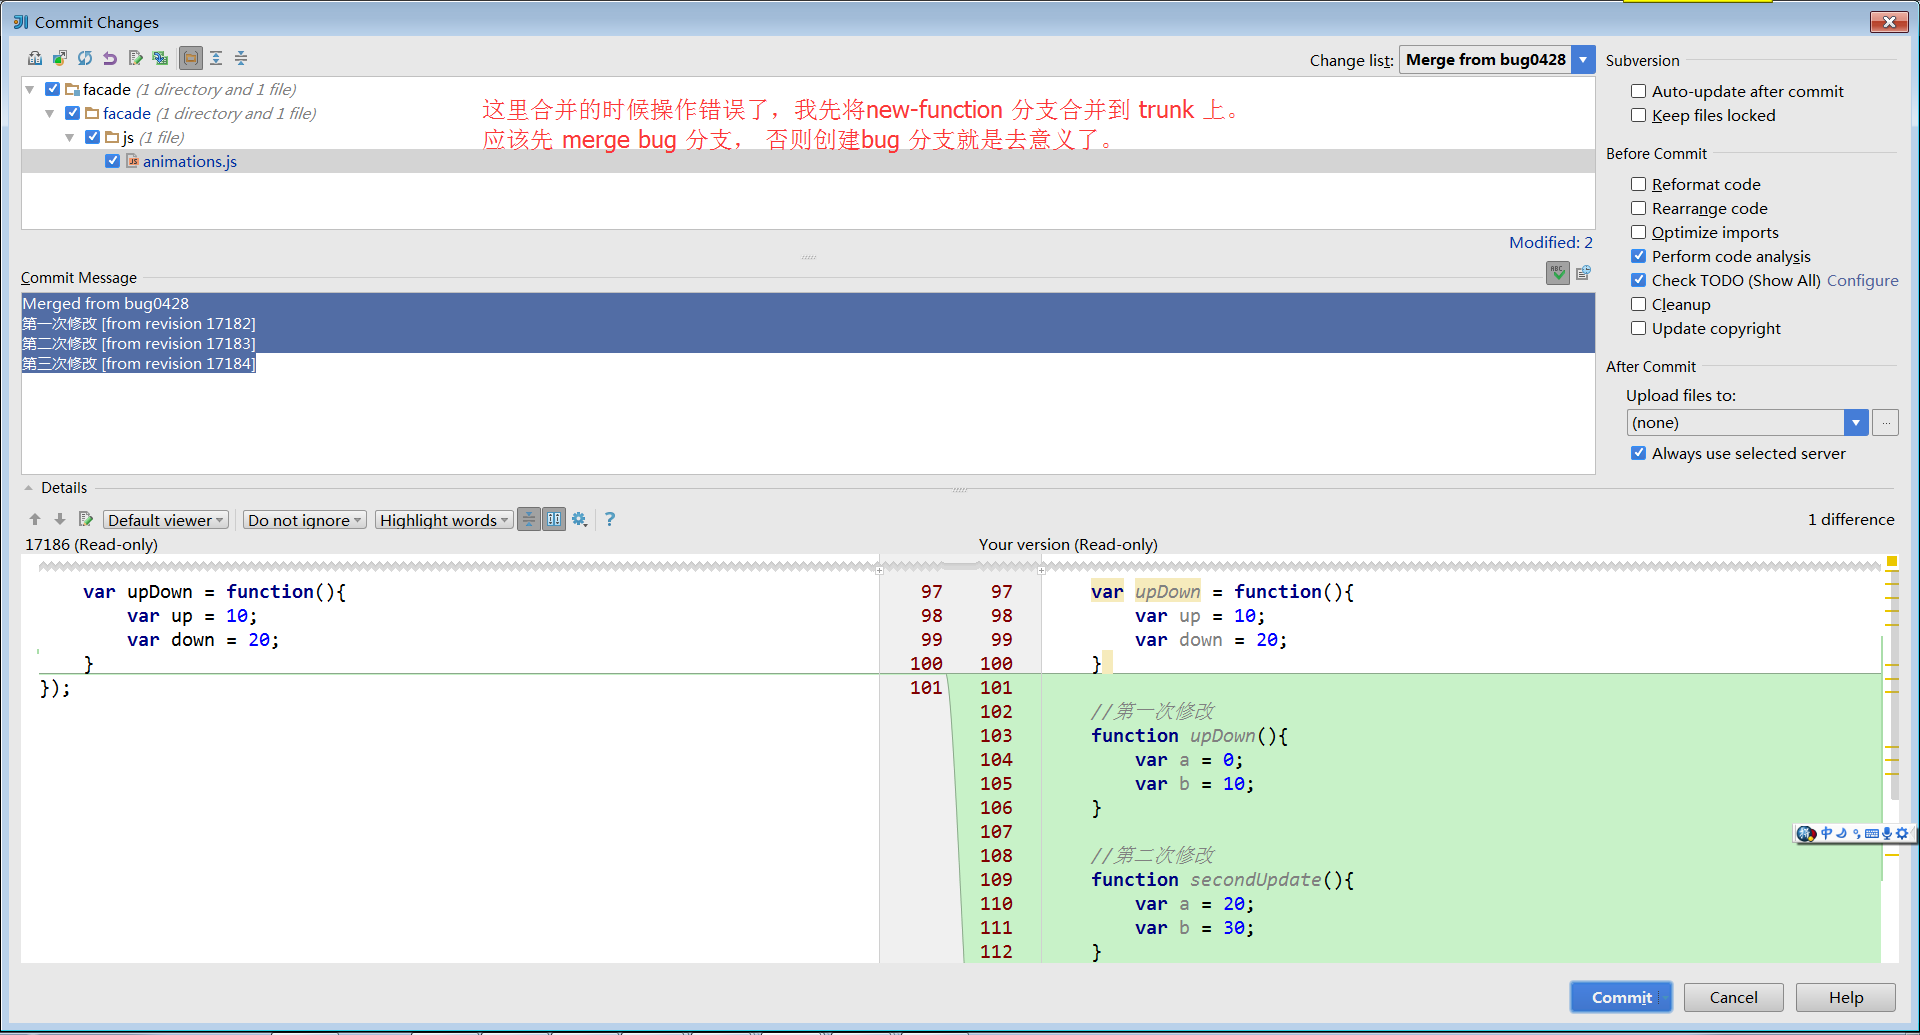 Commit Changes
Change list: Merge from bug0428
facade (1 directory and 1 file)
facade (1 directory and 1 file)
js (1 file)
animations.js
这里合并的时候操作错误了，我先将new-function 分支合并到 trunk 上。
应该先 merge bug 分支， 否则创建bug 分支就是去意义了。
Modified: 2
Commit Message
Merged from bug0428
第一次修改 [from revision 17182]
第二次修改 [from revision 17183]
第三次修改 [from revision 17184]
Subversion
Auto-update after commit
Keep files locked
Before Commit
Reformat code
Rearrange code
Optimize imports
Perform code analysis
Check TODO (Show All) Configure
Cleanup
Update copyright
After Commit
Upload files to:
(none)
...
Always use selected server
Details
Default viewer
Do not ignore
Highlight words
?
1 difference
17186 (Read-only)
Your version (Read-only)
var upDown = function(){ 97
var up = 10; 98
var down = 20; 99
} 100
}); 101
97 var upDown = function(){
98 var up = 10;
99 var down = 20;
100 }
101
102 //第一次修改
103 function upDown(){
104 var a = 0;
105 var b = 10;
106 }
107
108 //第二次修改
109 function secondUpdate(){
110 var a = 20;
111 var b = 30;
112 }
中
Commit
Cancel
Help